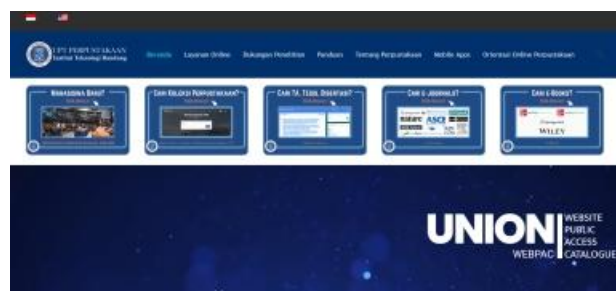 UPT PERPUSTAKAAN
Institut Teknologi Bandung
Beranda Layanan Online Dukungan Penelitian Panduan Tentang Perpustakaan Mobile Apps Orientasi Online Perpustakaan
MAHASISWA BARU?
CARI KOLEKSI PERPUSTAKAAN?
CARI TA, TESIS, DISERTASI?
CARI E-JOURNALS?
CARI E-BOOKS?
nature ASCE
WILEY
UNION
WEBSITE
PUBLIC
ACCESS
WEBPAC CATALOGUE